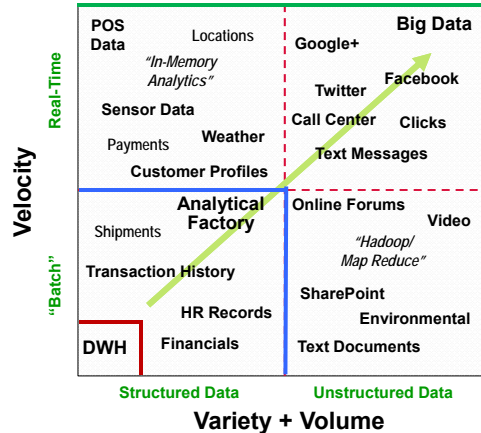 POS
Data
Locations
"In-Memory
Analytics"
Sensor Data
Payments
Weather
Customer Profiles
Big Data
Google+
Facebook
Twitter
Call Center
Clicks
Text Messages
Analytical
Factory
Shipments
Transaction History
HR Records
DWH
Financials
Online Forums
Video
"Hadoop/
Map Reduce"
SharePoint
Environmental
Text Documents
Velocity
Real-Time
"Batch"
Structured Data
Unstructured Data
Variety + Volume